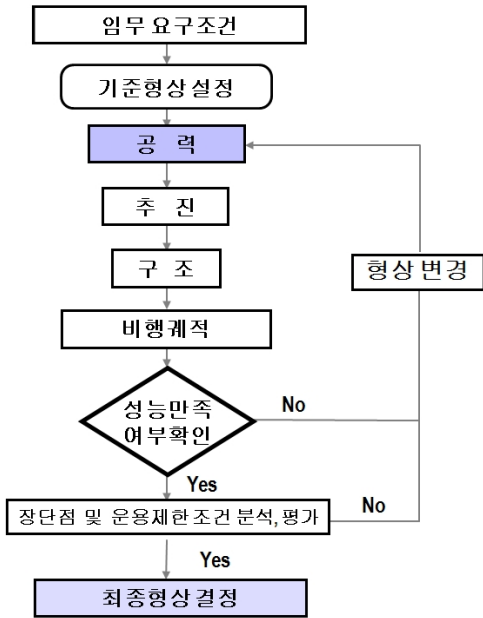 임무 요구조건
기준형상설정
공 력
추 진
구 조
형상 변경
비행궤적
성능만족
여부확인
No
Yes
장단점 및 운용제한조건 분석, 평가
No
Yes
최종형상결정